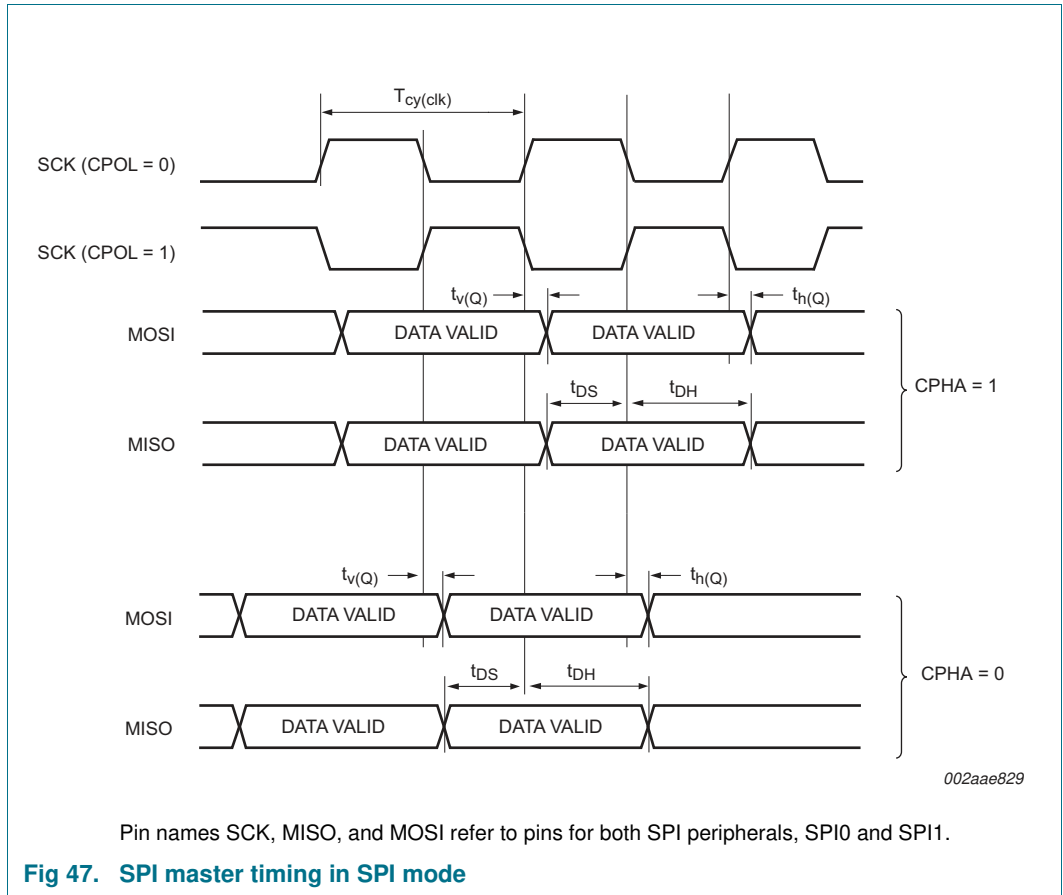 Tcy(clk)
SCK (CPOL = 0)
SCK (CPOL = 1)
tv(Q) th(Q)
MOSI DATA VALID DATA VALID
tDS tDH
CPHA = 1
MISO DATA VALID DATA VALID
tv(Q) th(Q)
MOSI DATA VALID DATA VALID
tDS tDH
CPHA = 0
MISO DATA VALID DATA VALID
002aae829
Pin names SCK, MISO, and MOSI refer to pins for both SPI peripherals, SPI0 and SPI1.
Fig 47. SPI master timing in SPI mode